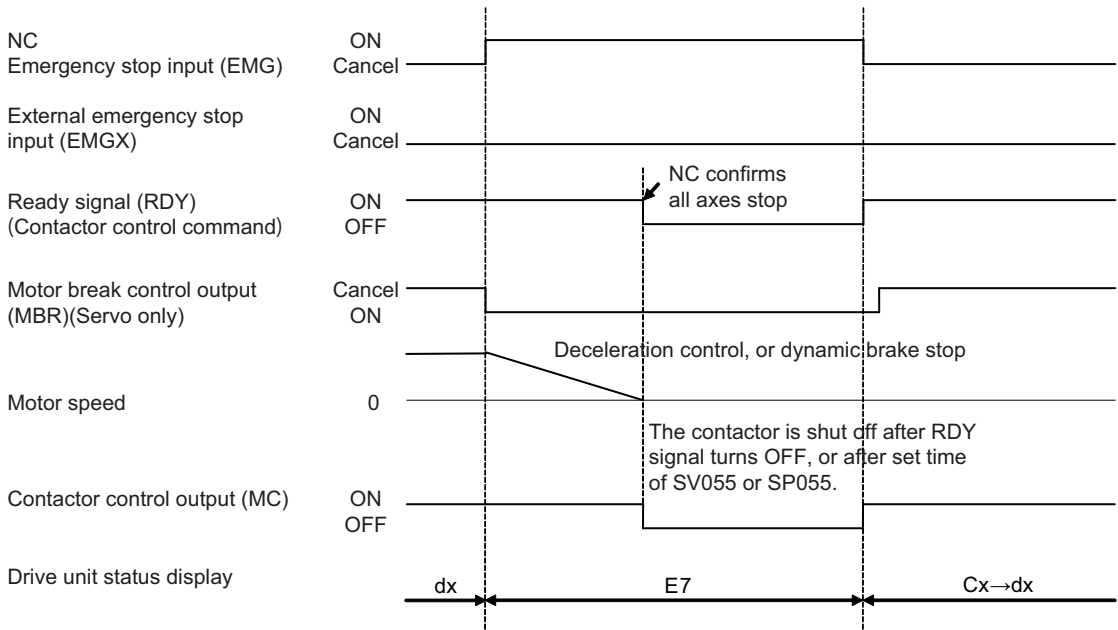 NC
Emergency stop input (EMG)
ON
Cancel
External emergency stop
input (EMGX)
ON
Cancel
NC confirms
all axes stop
Ready signal (RDY)
(Contactor control command)
ON
OFF
Motor break control output
(MBR)(Servo only)
Cancel
ON
Deceleration control, or dynamic brake stop
Motor speed
0
The contactor is shut off after RDY
signal turns OFF, or after set time
of SV055 or SP055.
Contactor control output (MC)
ON
OFF
Drive unit status display
dx
E7
Cx→dx